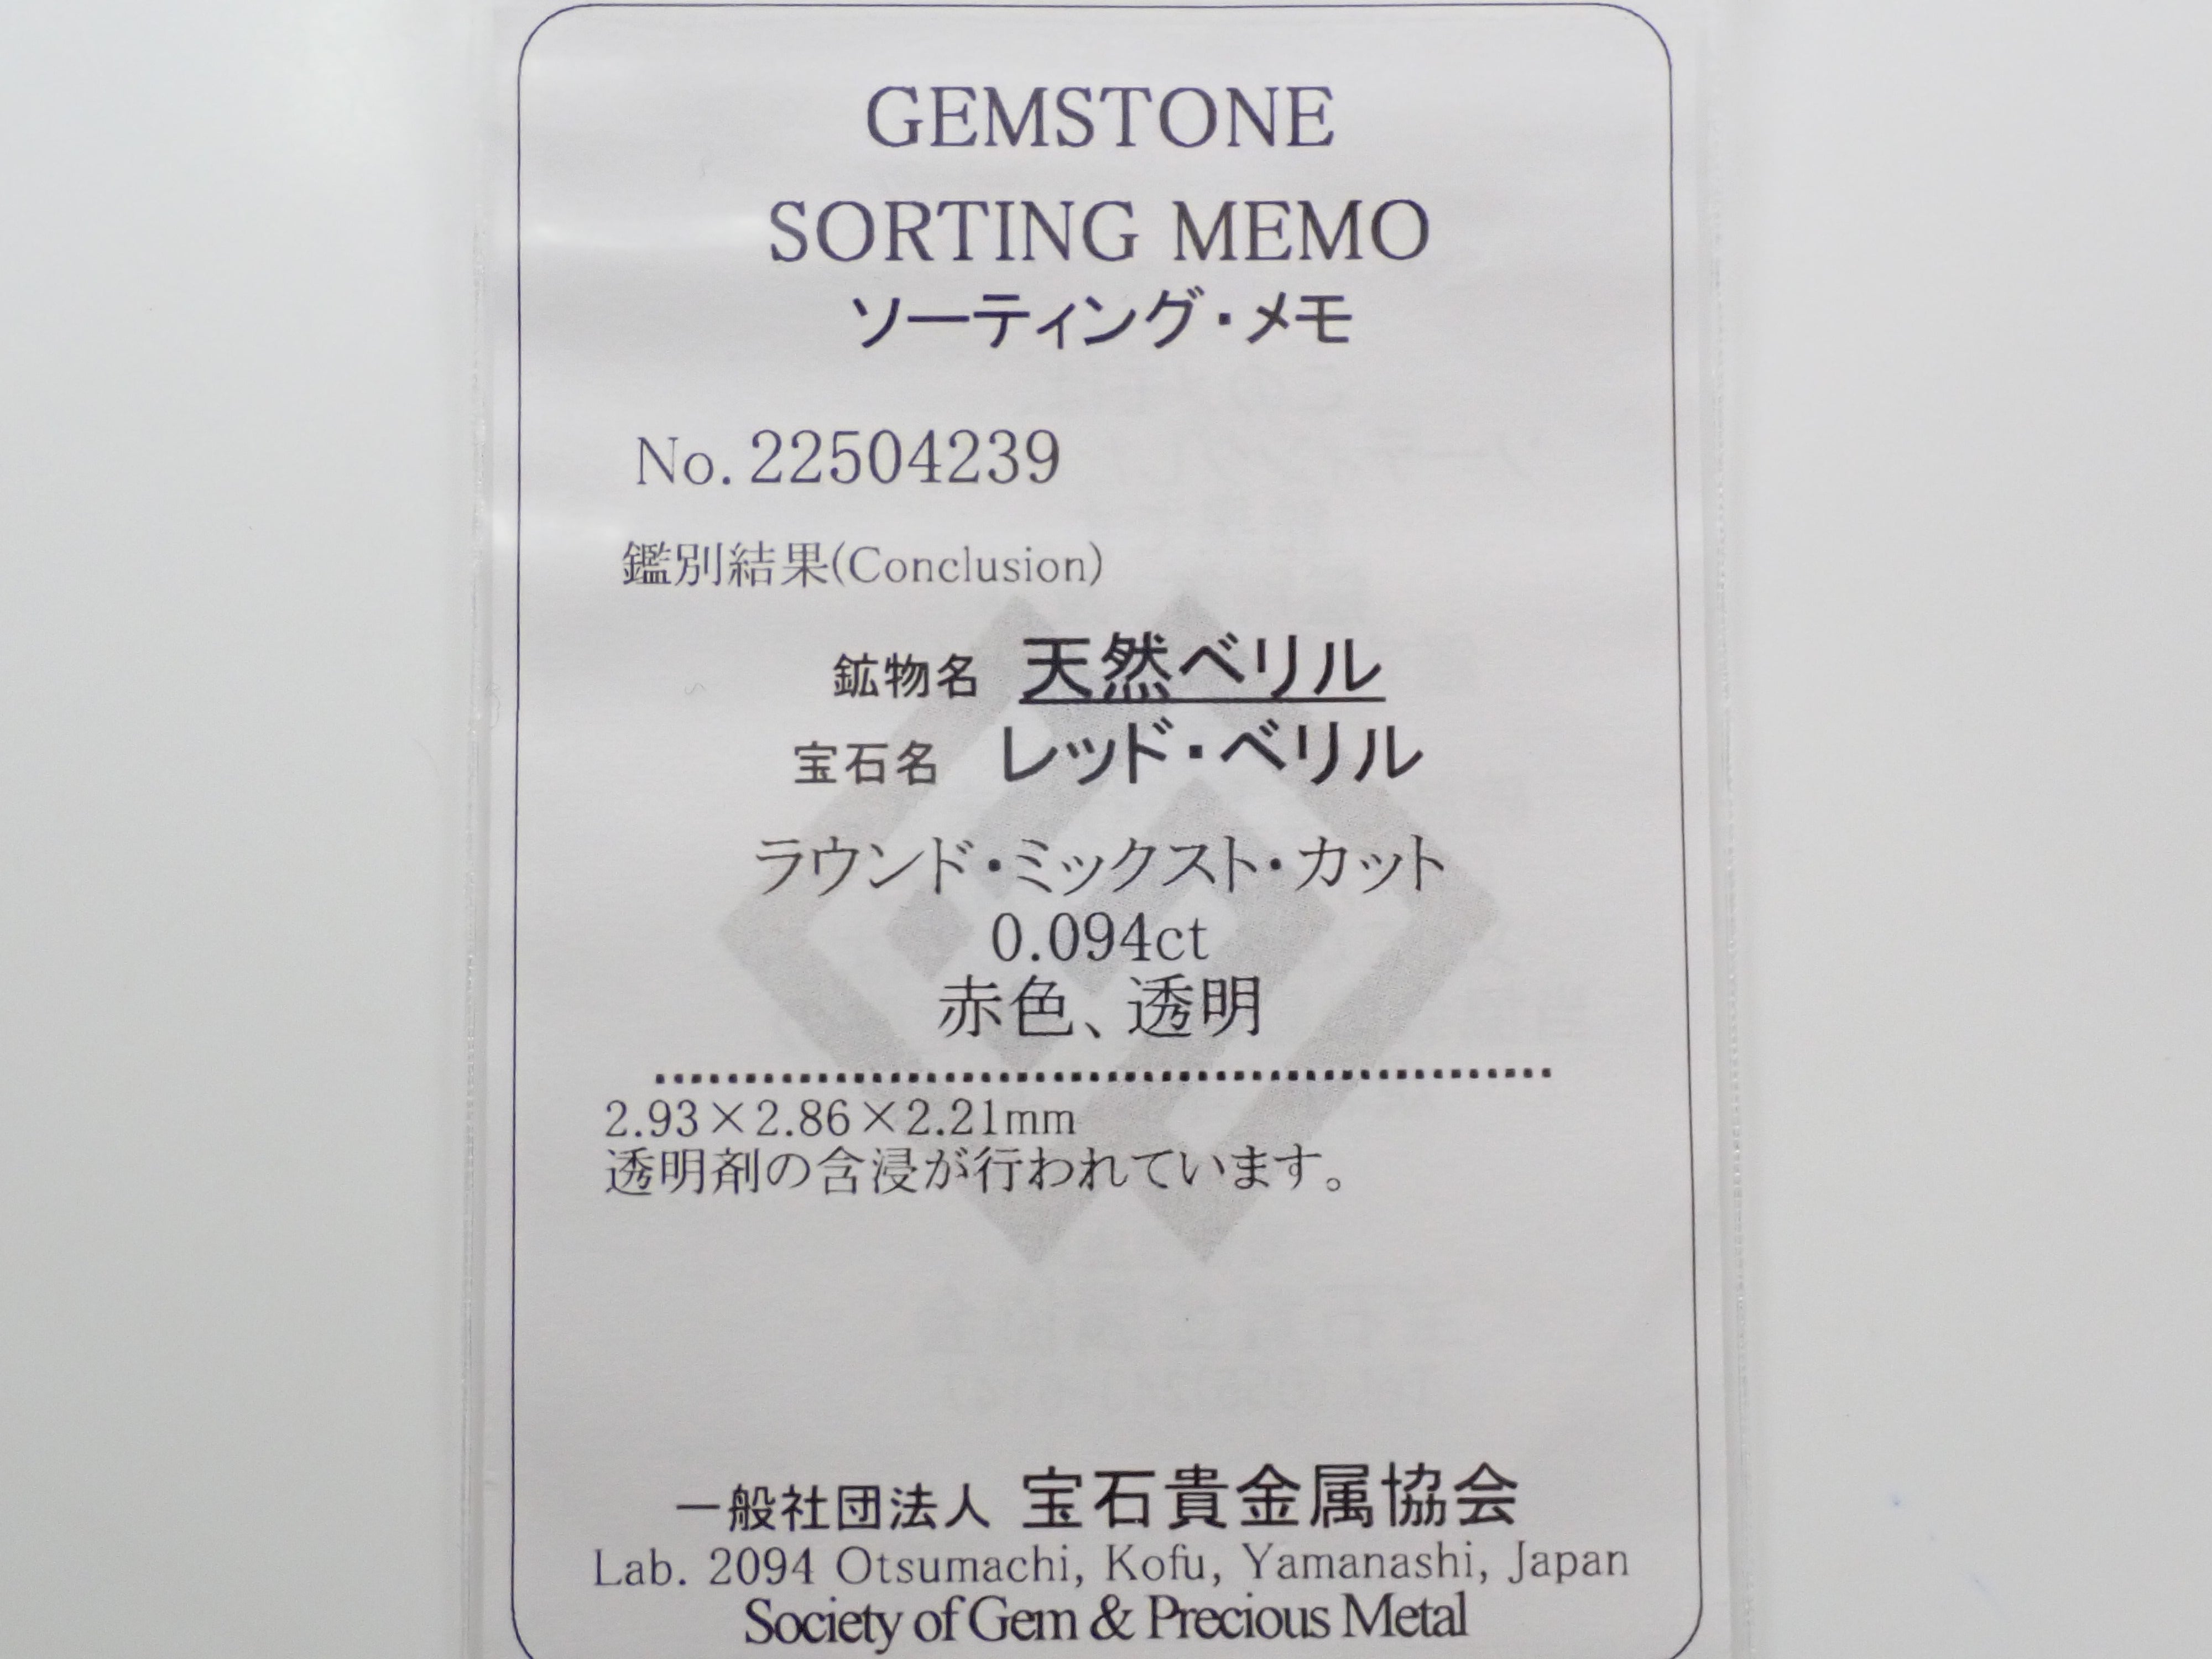 GEMSTONE
SORTING MEMO
ソーティング・メモ
No. 22504239
鑑別結果(Conclusion)
鉱物名 天然ベリル
宝石名 レッド・ベリル
ラウンド・ミックスト・カット
0.094ct
赤色、透明
2.93×2.86×2.21mm
透明剤の含浸が行われています。
一般社団法人 宝石貴金属協会
Lab. 2094 Otsumachi, Kofu, Yamanashi, Japan
Society of Gem & Precious Metal